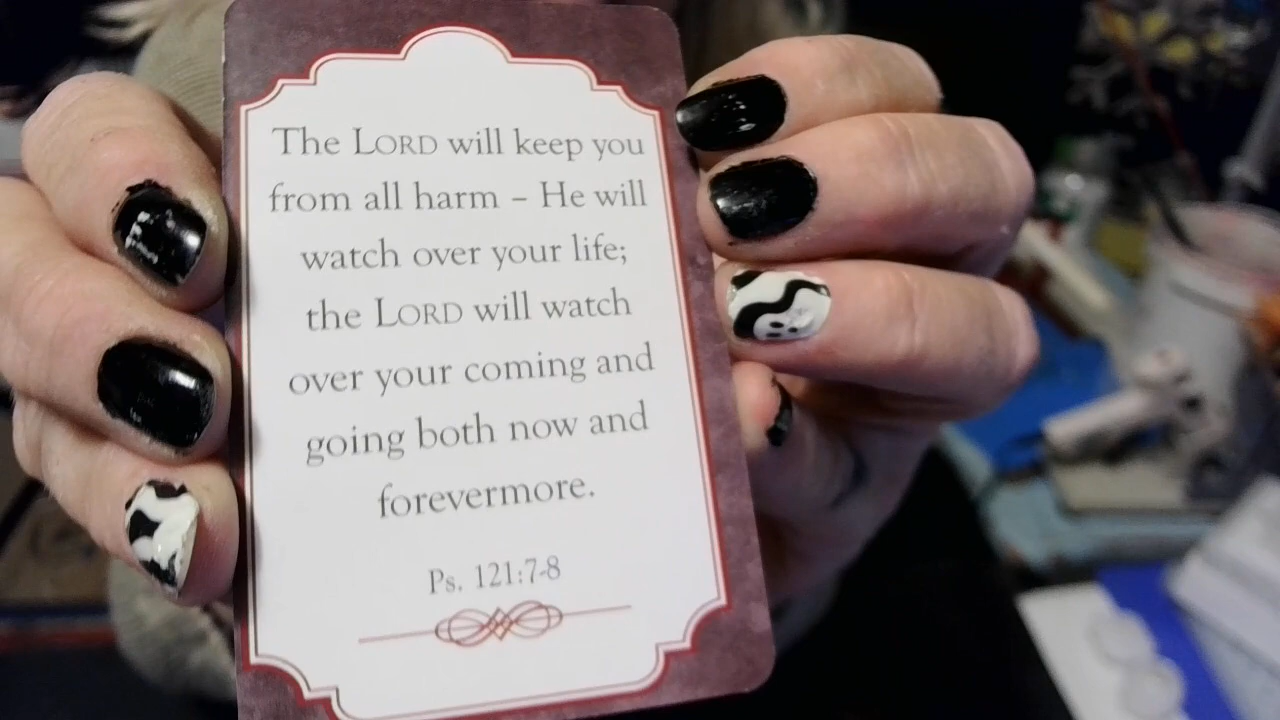 The LORD will keep you
from all harm – He will
watch over your life;
the LORD will watch
over your coming and
going both now and
forevermore.
Ps. 121:7-8